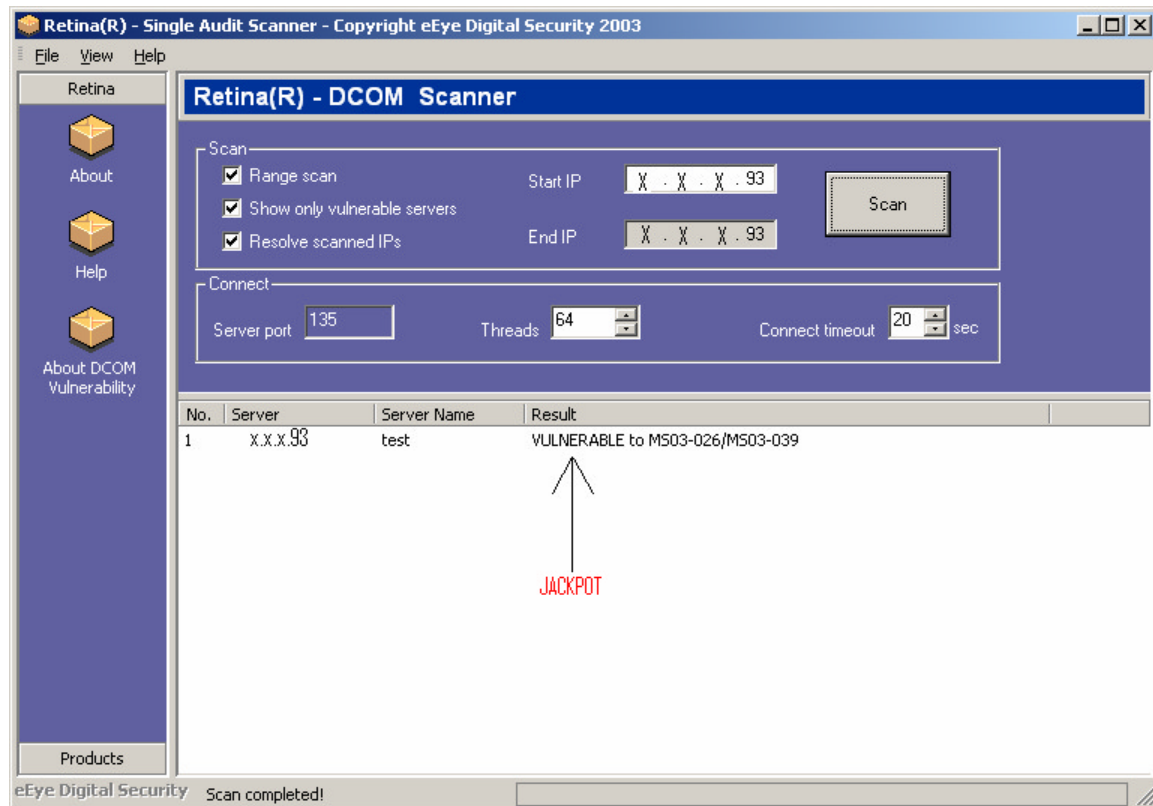 Retina(R) - Single Audit Scanner - Copyright eEye Digital Security 2003
File View Help
Retina
About
Help
About DCOM
Vulnerability
Products
Retina(R) - DCOM Scanner
Scan
Range scan
Show only vulnerable servers
Resolve scanned IPs
Start IP X . X . X . 93
End IP X . X . X . 93
Scan
Connect
Server port 135
Threads 64
Connect timeout 20 sec
No. Server Server Name Result
1 X.X.X.93 test VULNERABLE to MS03-026/MS03-039
JACKPOT
eEye Digital Security Scan completed!